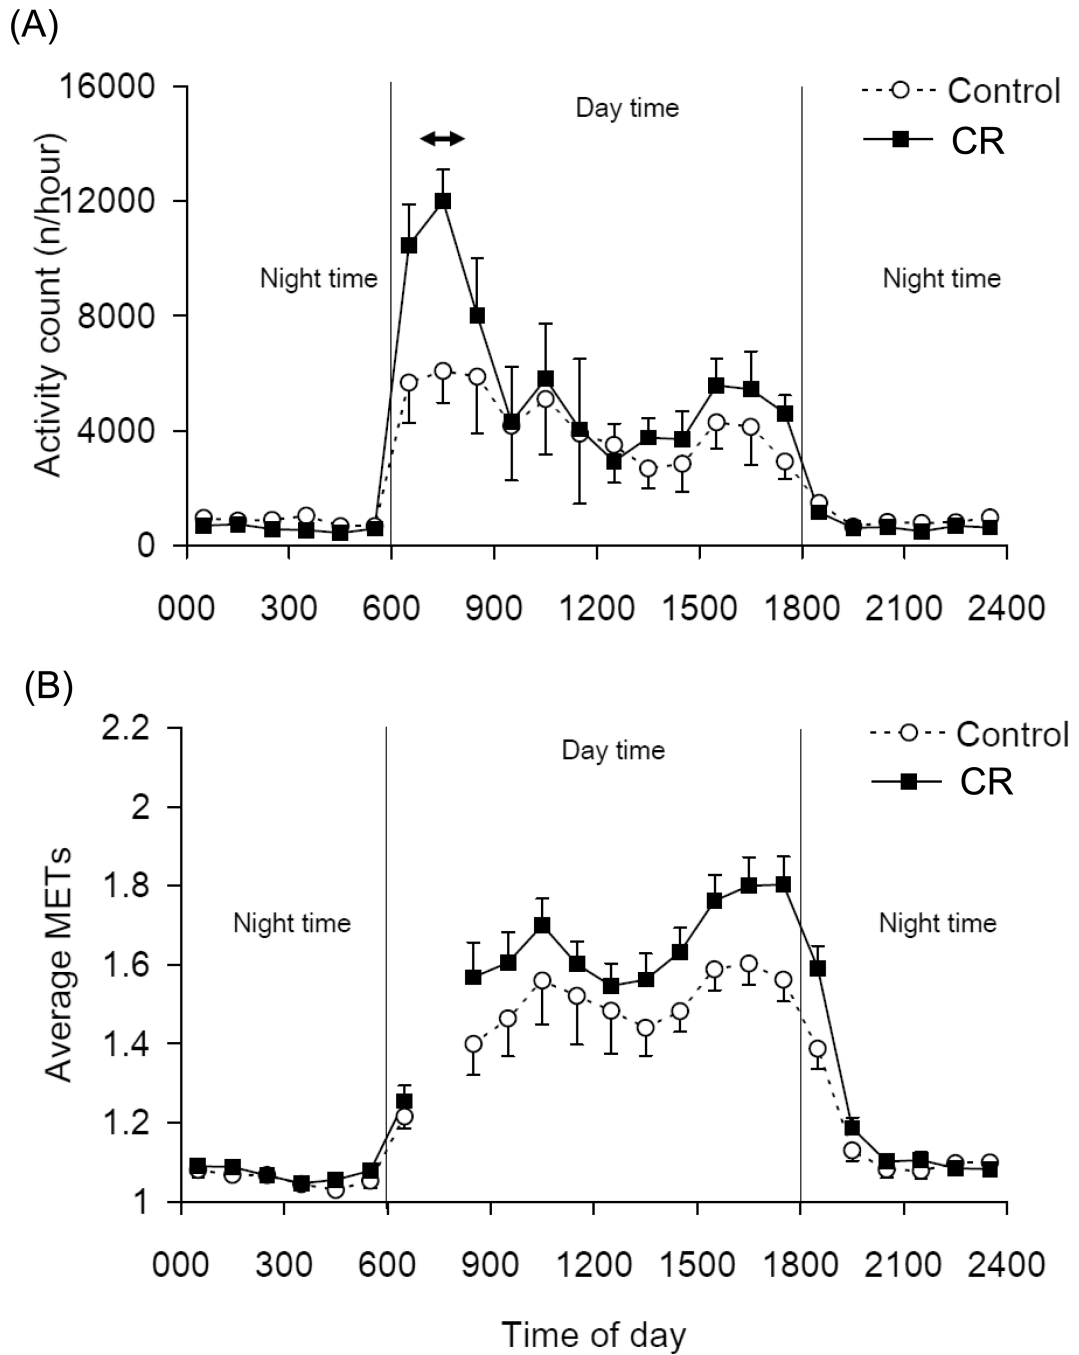 (A)
16000
12000
8000
4000
0
Activity count (n/hour)
Night time
Day time
Night time
Control
CR
000 300 600 900 1200 1500 1800 2100 2400
(B)
2.2
2
1.8
1.6
1.4
1.2
1
Average METs
Night time
Day time
Night time
Control
CR
000 300 600 900 1200 1500 1800 2100 2400
Time of day